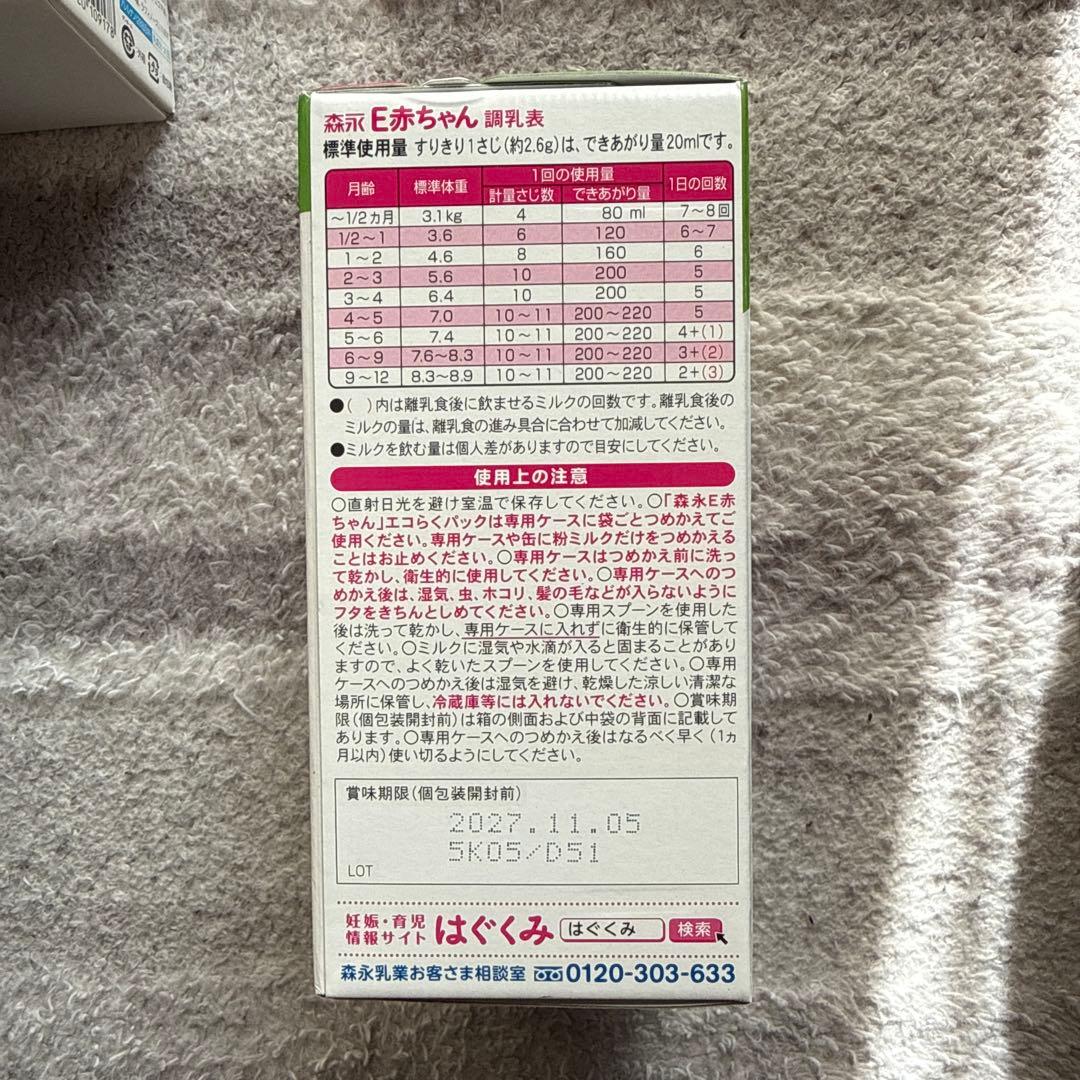 森永 E赤ちゃん 調乳表
標準使用量 すりきり1さじ(約2.6g)は、できあがり量20mlです。
月齢 標準体重 1回の使用量 1日の回数
計量さじ数 できあがり量
～1/2ヵ月 3.1kg 4 80 ml 7～8回
1/2～1 3.6 6 120 6～7
1～2 4.6 8 160 6
2～3 5.6 10 200 5
3～4 6.4 10 200 5
4～5 7.0 10～11 200～220 5
5～6 7.4 10～11 200～220 4+(1)
6～9 7.6～8.3 10～11 200～220 3+(2)
9～12 8.3～8.9 10～11 200～220 2+(3)
●( )内は離乳食後に飲ませるミルクの回数です。離乳食後の
ミルクの量は、離乳食の進み具合に合わせて加減してください。
●ミルクを飲む量は個人差がありますので目安にしてください。
使用上の注意
○直射日光を避け室温で保存してください。○「森永E赤
ちゃん」エコらくパックは専用ケースに袋ごとつめかえてご
使用ください。専用ケースや缶に粉ミルクだけをつめかえる
ことはお止めください。○専用ケースはつめかえ前に洗っ
て乾かし、衛生的に使用してください。○専用ケースへのつ
めかえ後は、湿気、虫、ホコリ、髪の毛などが入らないように
フタをきちんとしめてください。○専用スプーンを使用した
後は洗って乾かし、専用ケースに入れずに衛生的に保管して
ください。○ミルクに湿気や水滴が入ると固まることがあり
ますので、よく乾いたスプーンを使用してください。○専用
ケースへのつめかえ後は湿気を避け、乾燥した涼しい清潔な
場所に保管し、冷蔵庫等には入れないでください。○賞味期
限(個包装開封前)は箱の側面および中袋の背面に記載して
あります。○専用ケースへのつめかえ後はなるべく早く(1ヵ
月以内)使い切るようにしてください。
賞味期限(個包装開封前)
2027.11.05
5K05/D51
LOT
妊娠・育児
情報サイト はぐくみ はぐくみ 検索
森永乳業お客さま相談室 0120-303-633